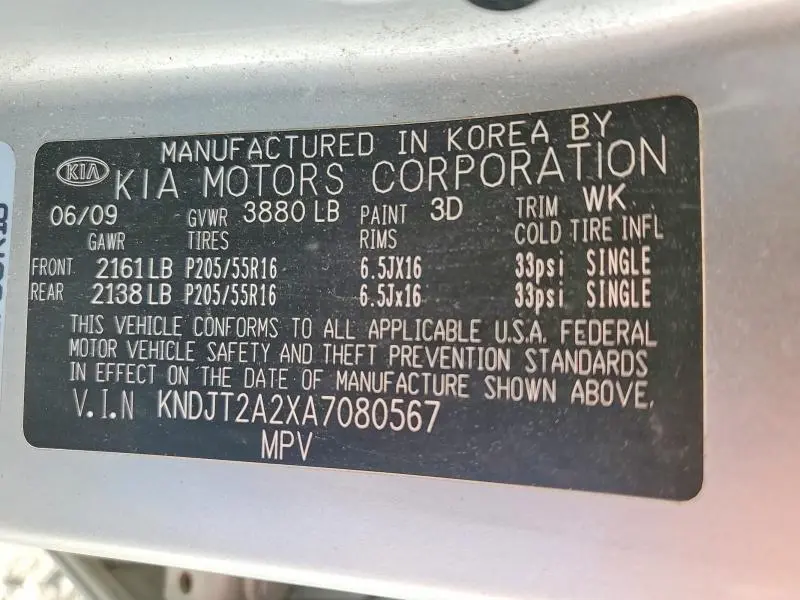 MANUFACTURED IN KOREA BY
KIA KIA MOTORS CORPORATION
06/09 GVWR 3880 LB PAINT 3D TRIM WK
GAWR TIRES RIMS COLD TIRE INFL
FRONT 2161 LB P205/55R16 6.5JX16 33psi SINGLE
REAR 2138 LB P205/55R16 6.5Jx16 33psi SINGLE
THIS VEHICLE CONFORMS TO ALL APPLICABLE U.S.A. FEDERAL
MOTOR VEHICLE SAFETY AND THEFT PREVENTION STANDARDS
IN EFFECT ON THE DATE OF MANUFACTURE SHOWN ABOVE.
V.I.N KNDJT2A2XA7080567
MPV